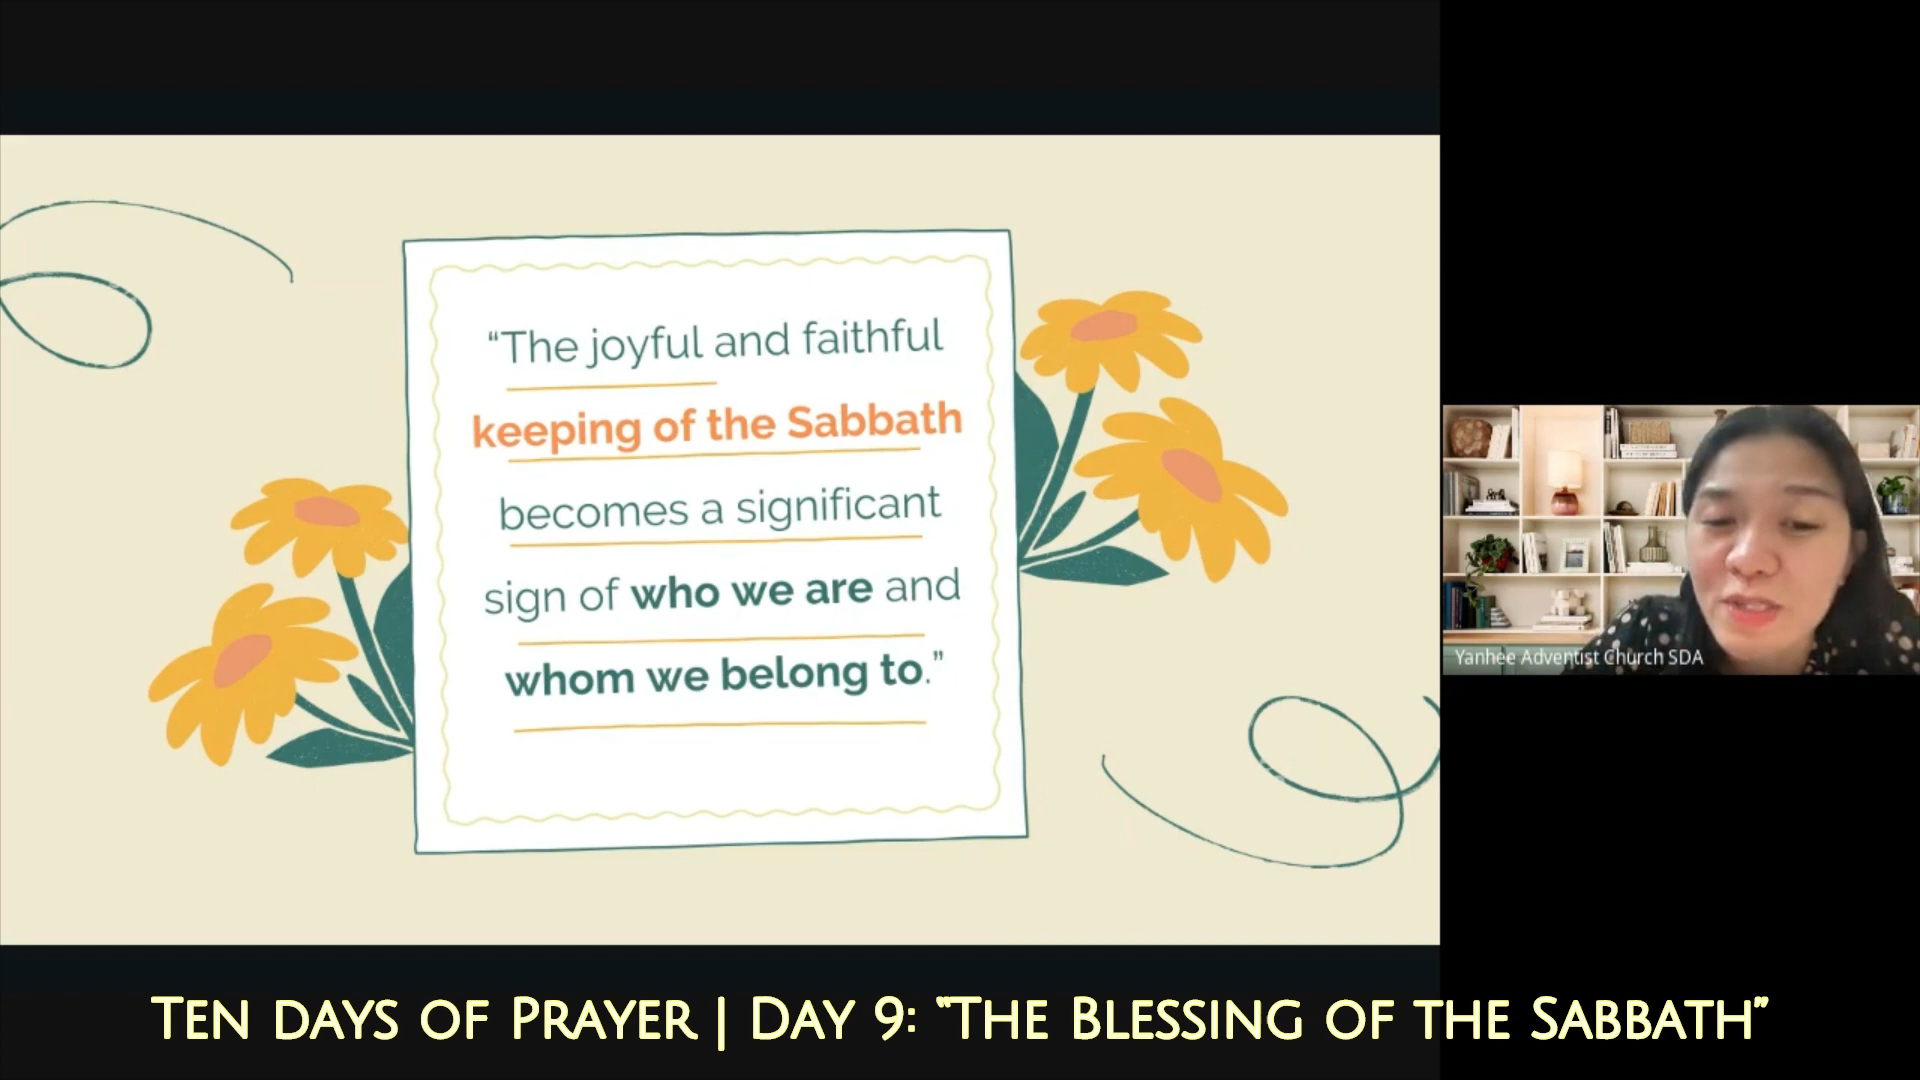 “The joyful and faithful
keeping of the Sabbath
becomes a significant
sign of who we are and
whom we belong to.”
Yanhee Adventist Church SDA
Ten days of Prayer | Day 9: “The Blessing of the Sabbath”